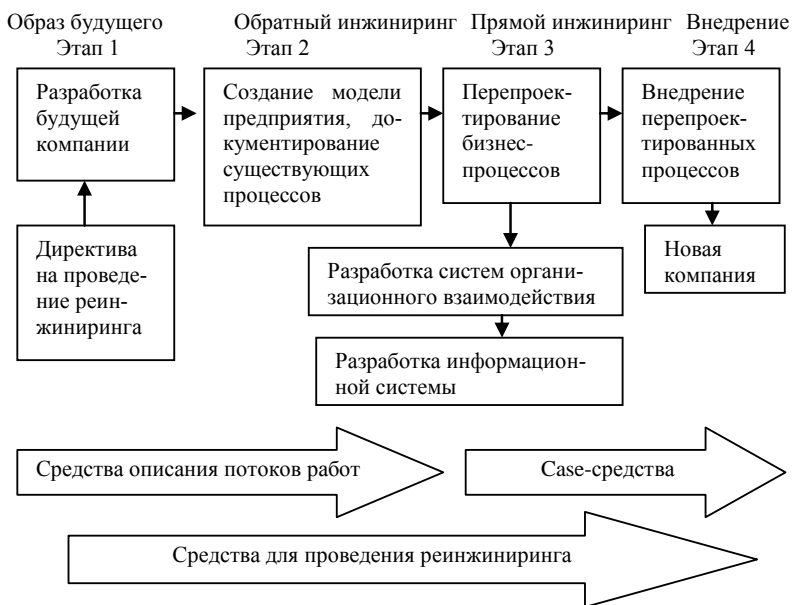 Образ будущего
Этап 1
Обратный инжиниринг
Этап 2
Прямой инжиниринг
Этап 3
Внедрение
Этап 4
Разработка
будущей
компании
Создание модели
предприятия, до-
кументирование
существующих
процессов
Перепроек-
тирование
бизнес-
процессов
Внедрение
перепроек-
тированных
процессов
Директива
на проведе-
ние реин-
жиниринга
Разработка систем органи-
зационного взаимодействия
Новая
компания
Разработка информацион-
ной системы
Средства описания потоков работ
Case-средства
Средства для проведения реинжиниринга